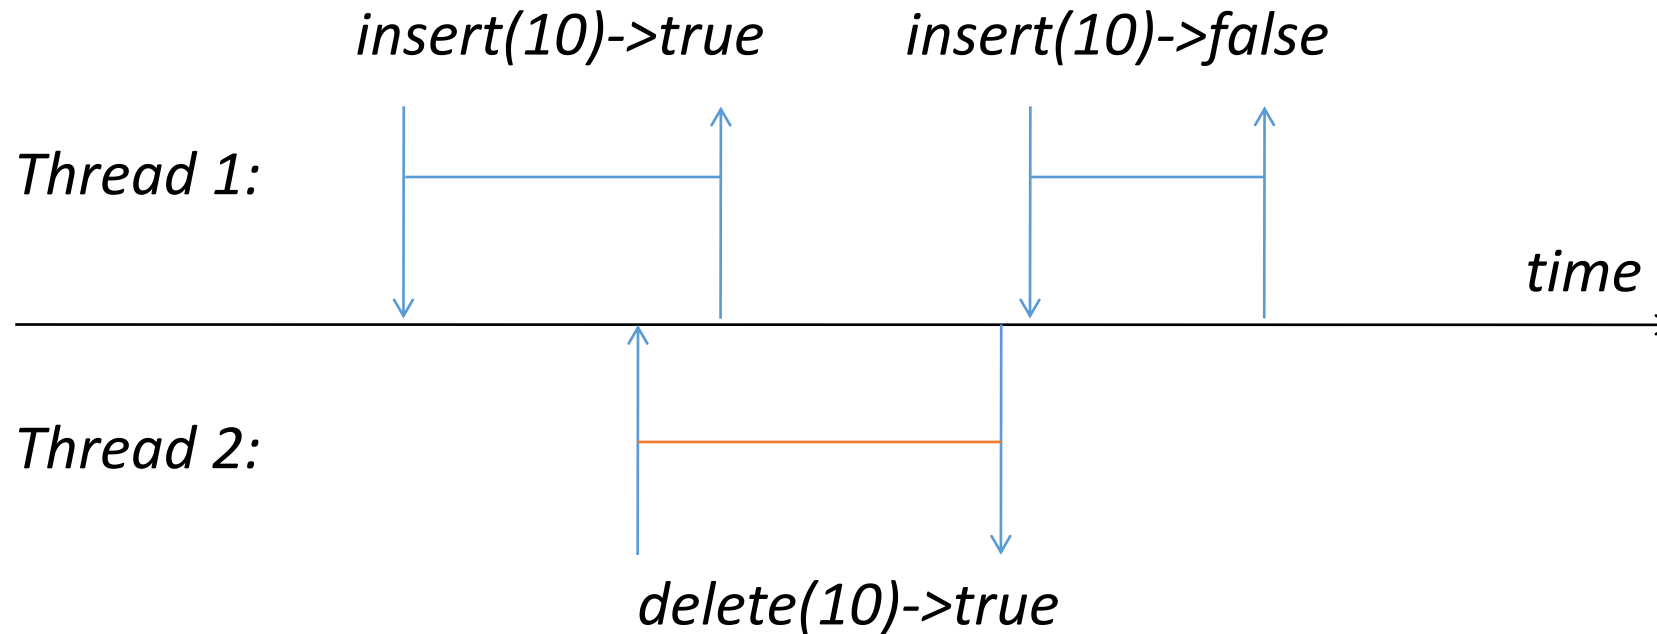 insert(10)->true
insert(10)->false
Thread 1:
time
Thread 2:
delete(10)->true